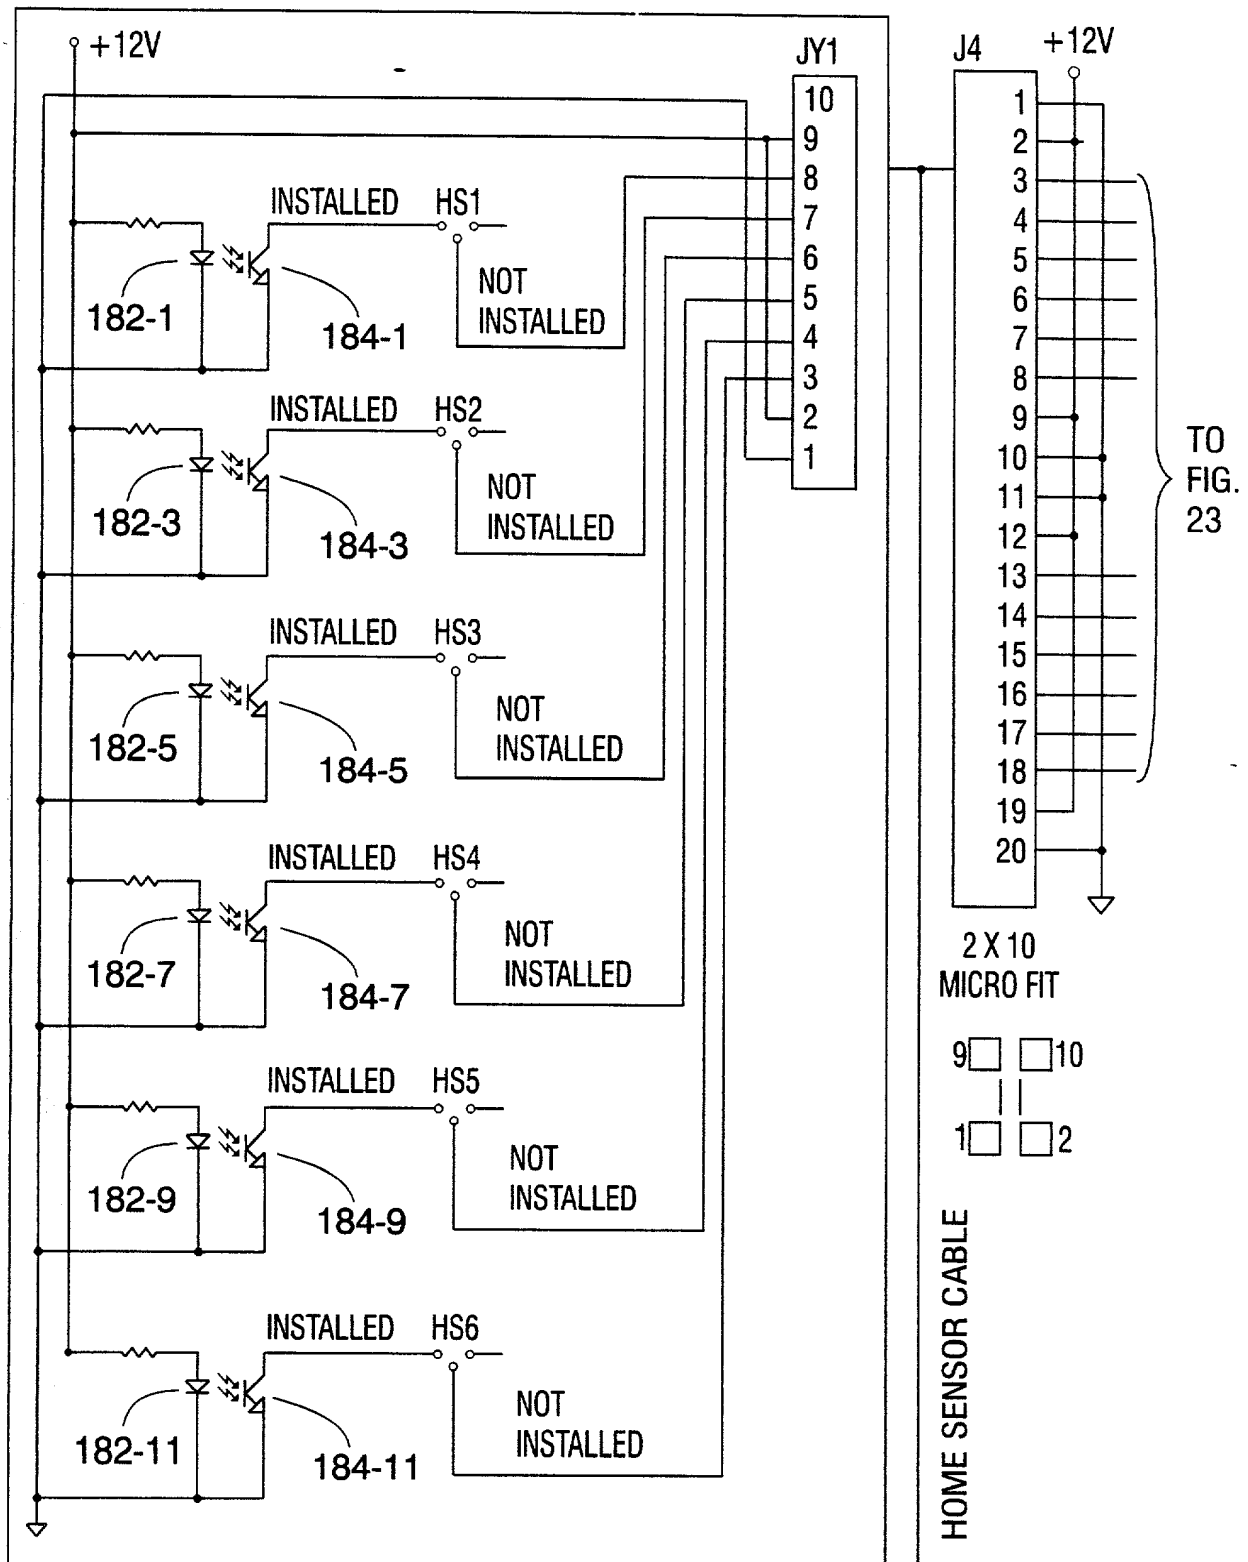 +12V
JY1
10
9
8
7
6
5
4
3
2
1
INSTALLED HS1
NOT
INSTALLED
182-1
184-1
INSTALLED HS2
NOT
INSTALLED
182-3
184-3
INSTALLED HS3
NOT
INSTALLED
182-5
184-5
INSTALLED HS4
NOT
INSTALLED
182-7
184-7
INSTALLED HS5
NOT
INSTALLED
182-9
184-9
INSTALLED HS6
NOT
INSTALLED
182-11
184-11
J4
+12V
1
2
3
4
5
6
7
8
9
10
11
12
13
14
15
16
17
18
19
20
TO
FIG.
23
2 X 10
MICRO FIT
9 10
1 2
HOME SENSOR CABLE